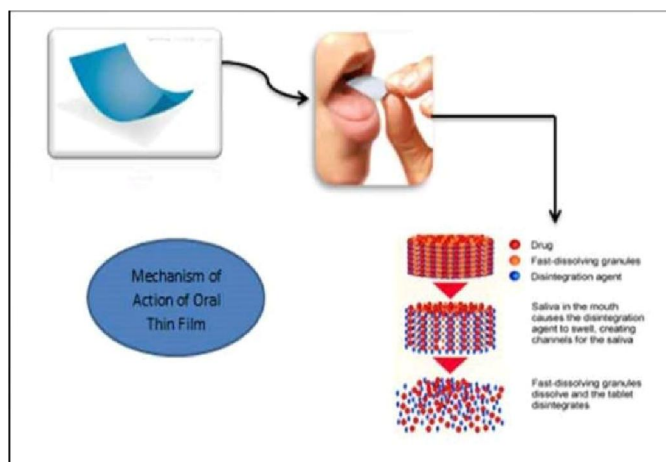 Mechanism of
Action of Oral
Thin Film
Drug
Fast-dissolving granules
Disintegration agent
Saliva in the mouth
causes the disintegration
agent to swell, creating
channels for the saliva
Fast-dissolving granules
dissolve and the tablet
disintegrates